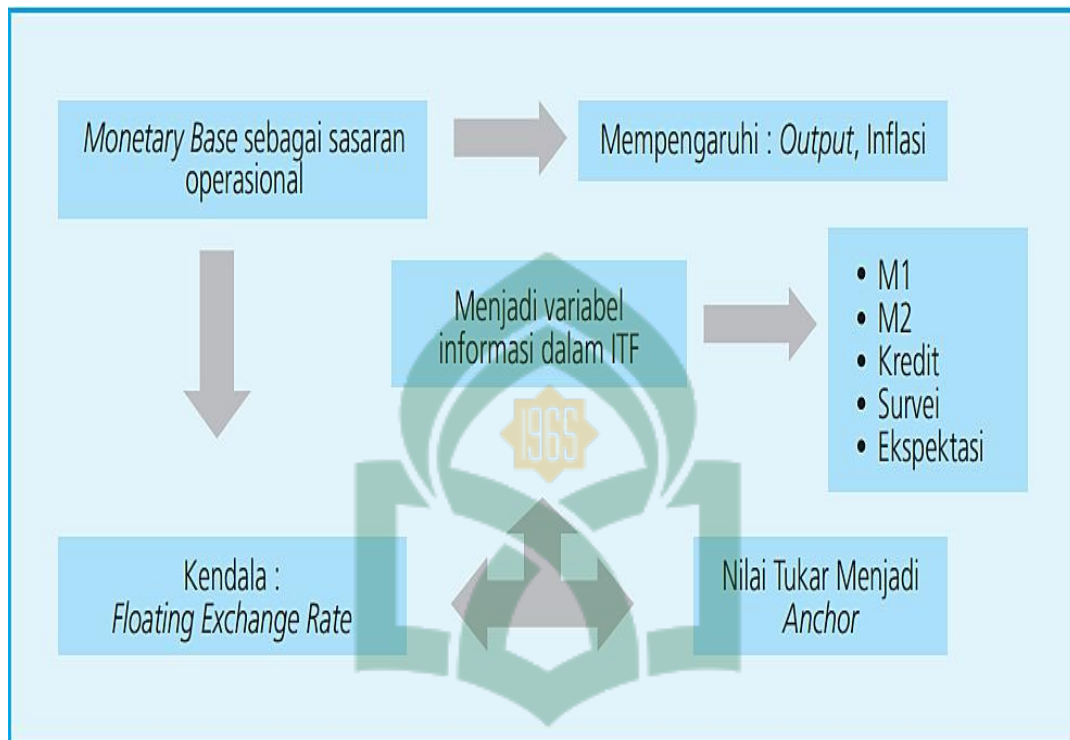 Monetary Base sebagai sasaran
operasional
Mempengaruhi : Output, Inflasi
Menjadi variabel
informasi dalam ITF
• M1
• M2
• Kredit
• Survei
• Ekspektasi
1965
Kendala :
Floating Exchange Rate
Nilai Tukar Menjadi
Anchor